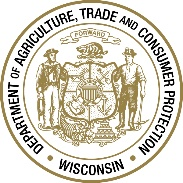 DEPARTMENT OF AGRICULTURE, TRADE AND CONSUMER PROTECTION
• WISCONSIN •
FORWARD